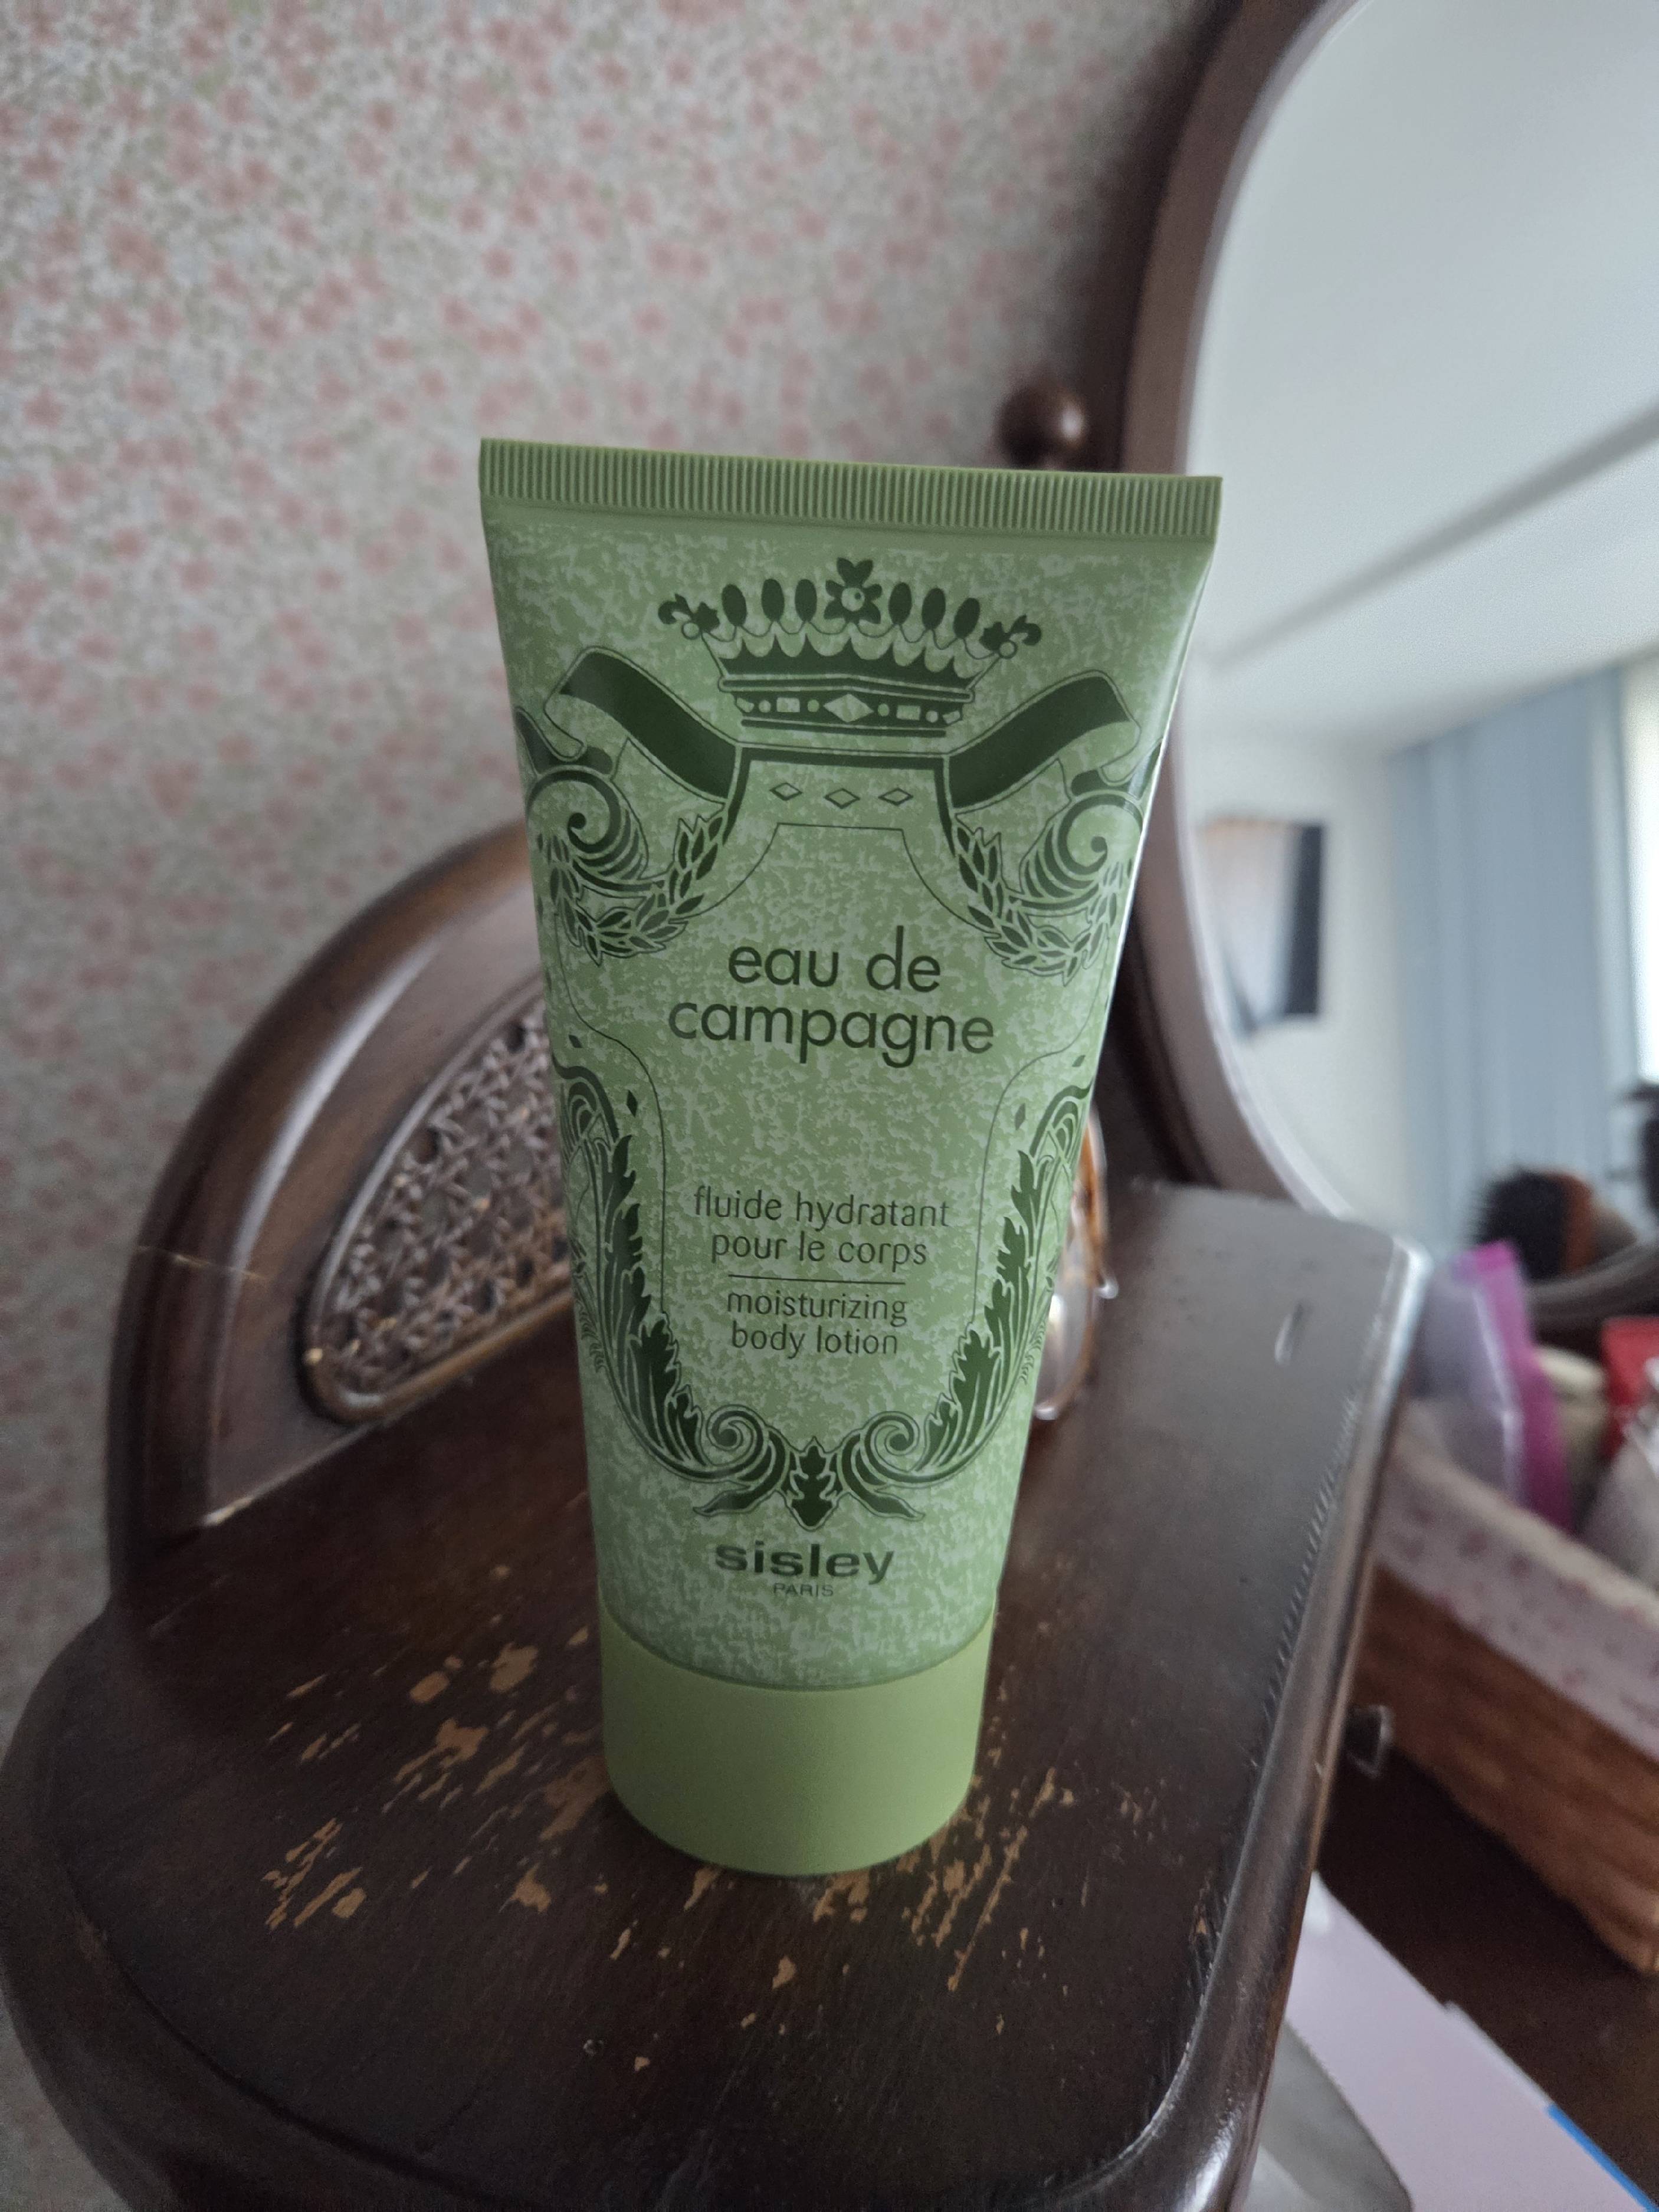 eau de
campagne
fluide hydratant
pour le corps
moisturizing
body lotion
sisley
PARIS